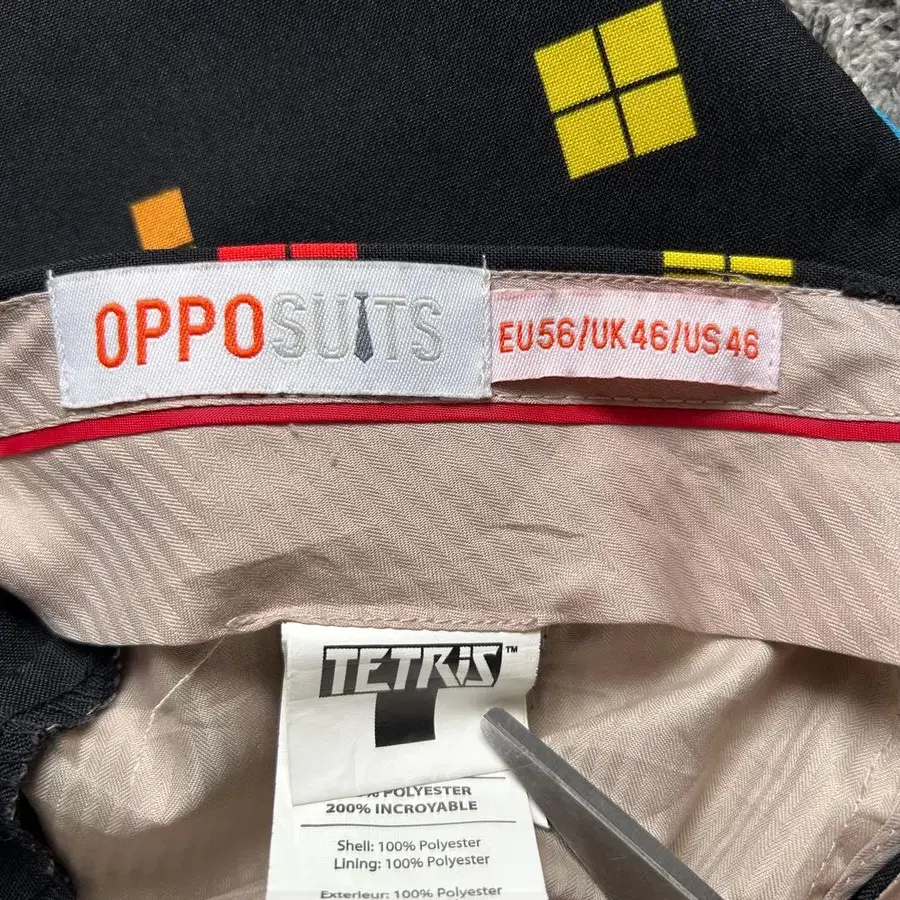 OPPOSUITS
EU56/UK46/US46
TETRIS™
% POLYESTER
200% INCROYABLE
Shell: 100% Polyester
Lining: 100% Polyester
Exterieur: 100% Polyester